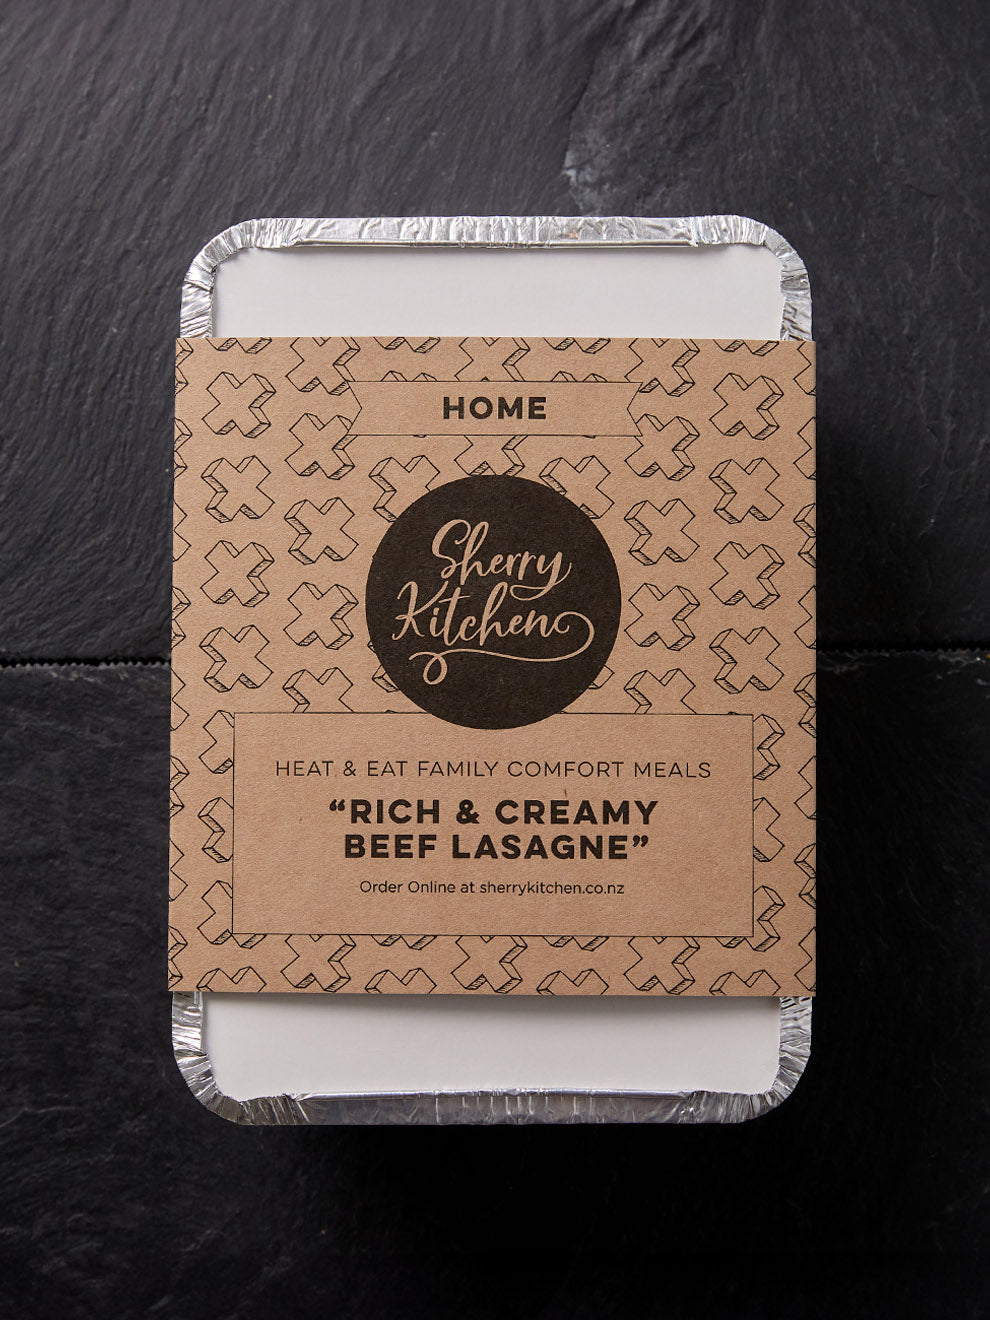 HOME
Sherry
Kitchen
HEAT & EAT FAMILY COMFORT MEALS
“RICH & CREAMY
BEEF LASAGNE”
Order Online at sherrykitchen.co.nz